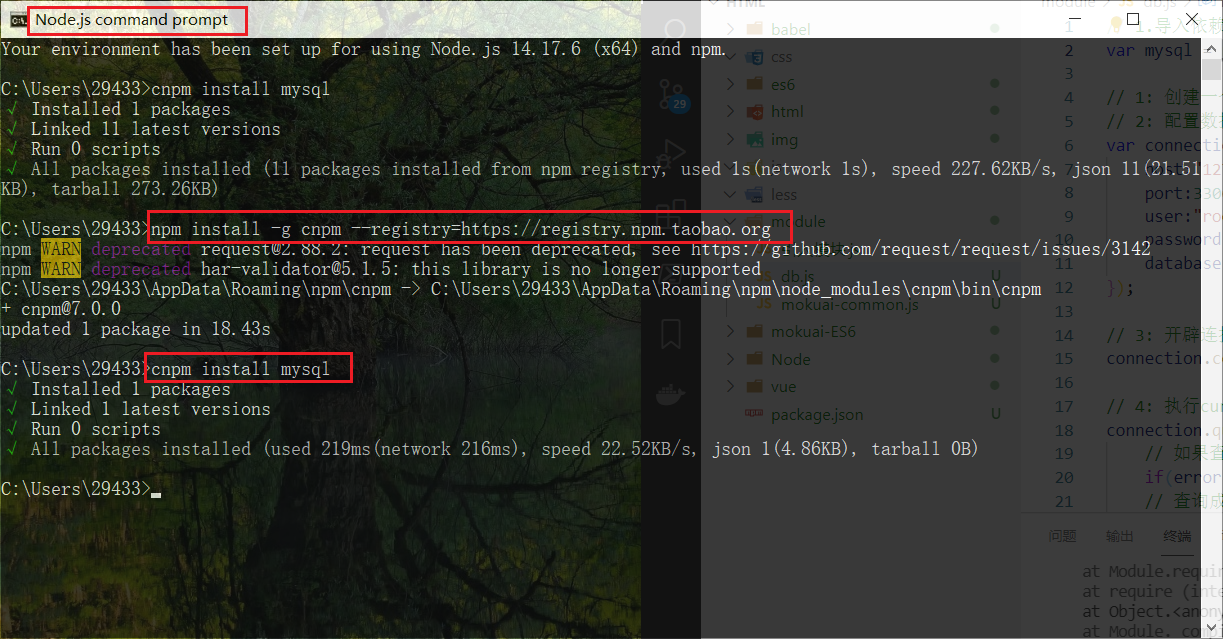 Node.js command prompt
Your environment has been set up for using Node.js 14.17.6 (x64) and npm.
C:\Users\29433>cnpm install mysql
√ Installed 1 packages
√ Linked 11 latest versions
√ Run 0 scripts
√ All packages installed (11 packages installed from npm registry, used 1s(network 1s), speed 227.62KB/s, json 11(21.51
KB), tarball 273.26KB)
C:\Users\29433>npm install -g cnpm --registry=https://registry.npm.taobao.org
npm WARN deprecated request@2.88.2: request has been deprecated, see https://github.com/request/request/issues/3142
npm WARN deprecated har-validator@5.1.5: this library is no longer supported
C:\Users\29433\AppData\Roaming\npm\cnpm -> C:\Users\29433\AppData\Roaming\npm\node_modules\cnpm\bin\cnpm
+ cnpm@7.0.0
updated 1 package in 18.43s
C:\Users\29433>cnpm install mysql
√ Installed 1 packages
√ Linked 1 latest versions
√ Run 0 scripts
√ All packages installed (used 219ms(network 216ms), speed 22.52KB/s, json 1(4.86KB), tarball 0B)
C:\Users\29433>
HTML
babel
css
es6
html
img
less
module
db.js U
mokuai-common.js U
mokuai-ES6
Node
vue
package.json U
29
1 1.导入依赖
2 var mysql
3
4 // 1: 创建一
5 // 2: 配置数据
6 var connectio
7
8 port:330
9 user:"ro
10 password
11 database
12 });
13
14 // 3: 开辟连接
15 connection.c
16
17 // 4: 执行cur
18 connection.q
19 // 如果查
20 if(error
21 // 查询成
问题 输出 终端
at Module.requir
at require (inte
at Object.<anony
at Module._comp